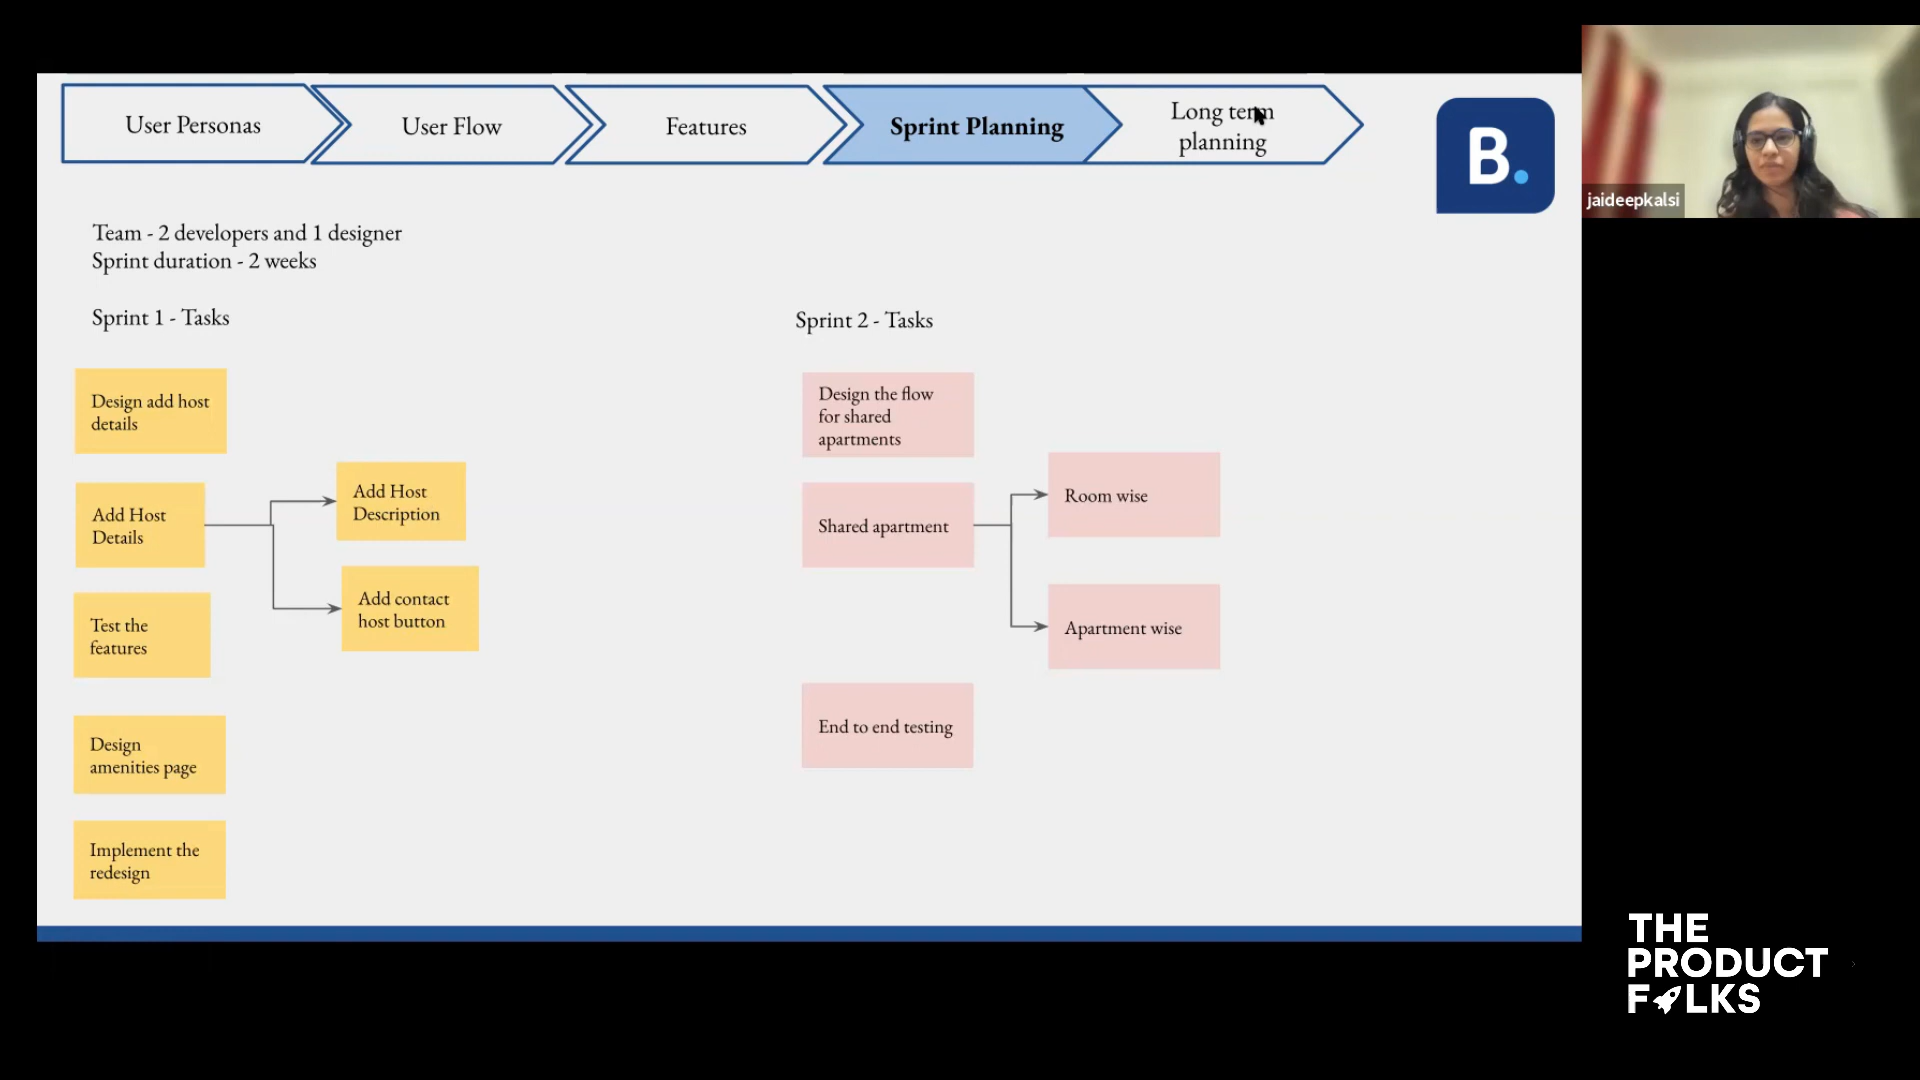 User Personas
User Flow
Features
Sprint Planning
Long term
planning
B.
jaideepkalsi
Team - 2 developers and 1 designer
Sprint duration - 2 weeks
Sprint 1 - Tasks
Design add host
details
Add Host
Details
Add Host
Description
Add contact
host button
Test the
features
Design
amenities page
Implement the
redesign
Sprint 2 - Tasks
Design the flow
for shared
apartments
Shared apartment
Room wise
Apartment wise
End to end testing
THE
PRODUCT
FOLKS